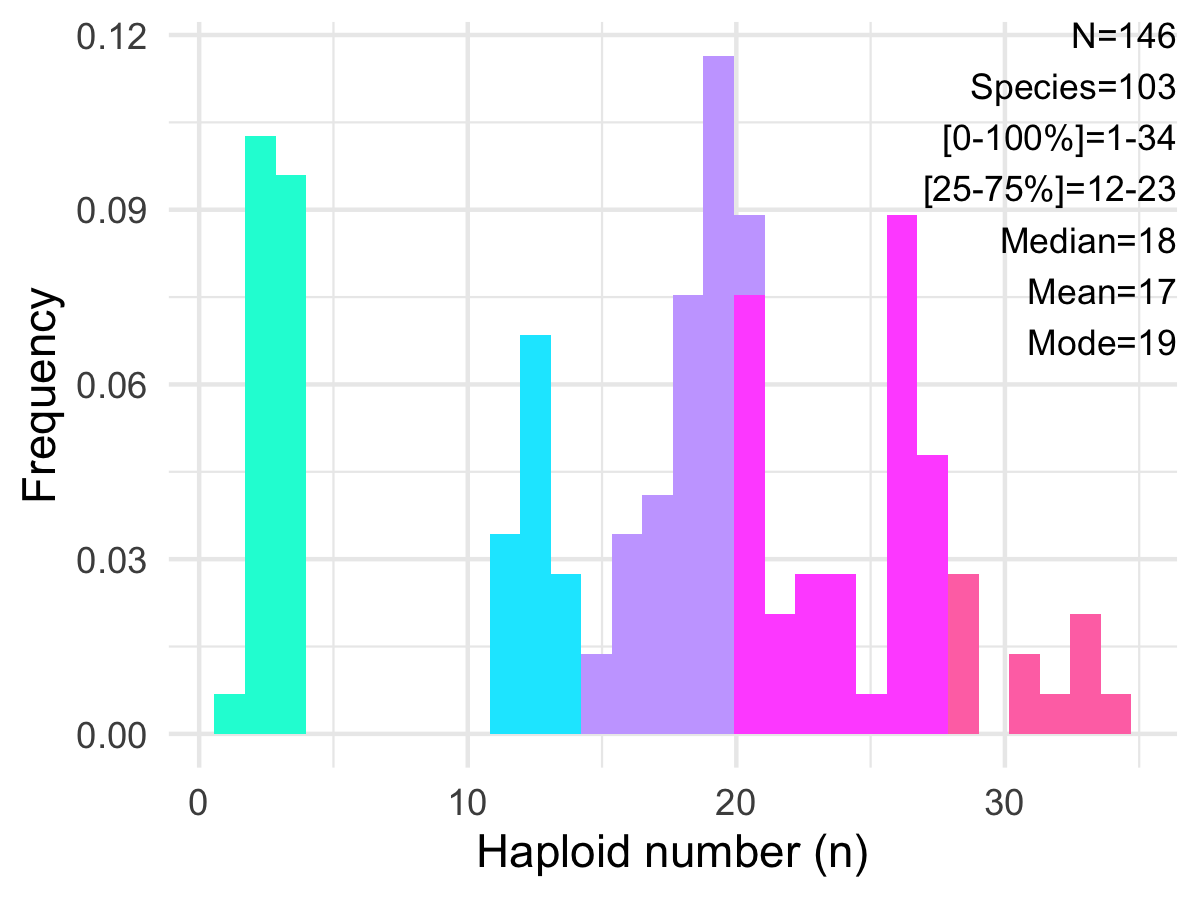 0.12
0.09
0.06
0.03
0.00
Frequency
N=146
Species=103
[0-100%]=1-34
[25-75%]=12-23
Median=18
Mean=17
Mode=19
0 10 20 30
Haploid number (n)